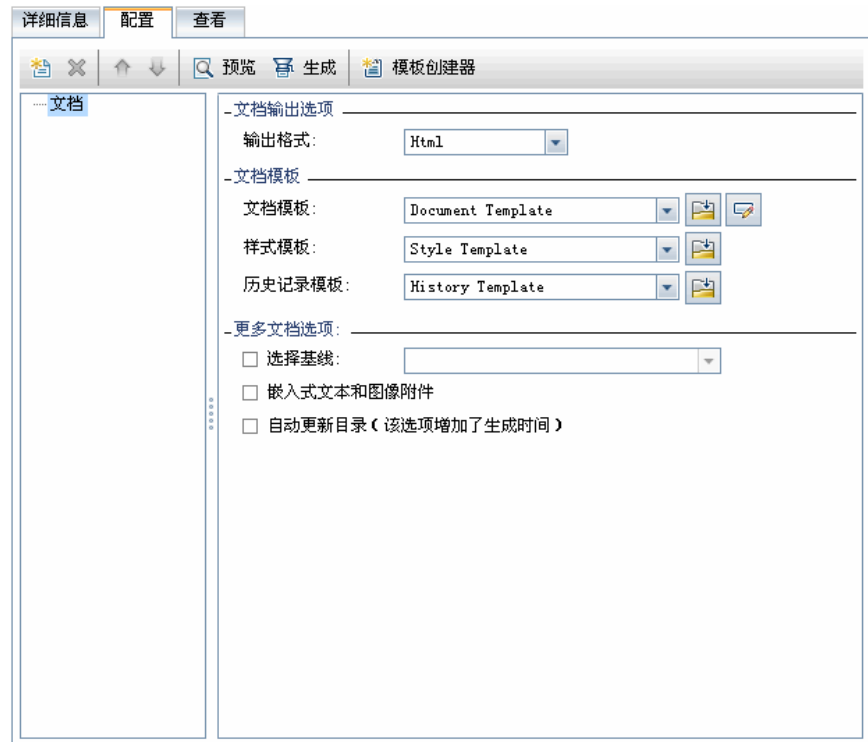 详细信息 配置 查看
预览 生成 模板创建器
文档
文档输出选项
输出格式: Html
文档模板
文档模板: Document Template
样式模板: Style Template
历史记录模板: History Template
更多文档选项:
选择基线:
嵌入式文本和图像附件
自动更新目录(该选项增加了生成时间)